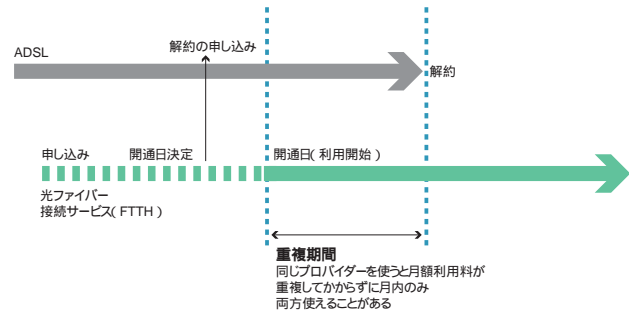 解約の申し込み
ADSL
解約
申し込み
開通日決定
開通日(利用開始)
光ファイバー
接続サービス(FTTH)
重複期間
同じプロバイダーを使うと月額利用料が
重複してかからずに月内のみ
両方使えることがある